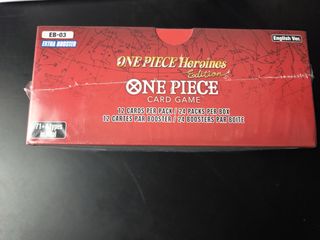 EB-03
EXTRA BOOSTER
English Ver.
ONE PIECE Heroines
Edition
ONE PIECE
CARD GAME
12 CARDS PER PACK / 24 PACKS PER BOX
12 CARTES PAR BOOSTER / 24 BOOSTERS PAR BOITE